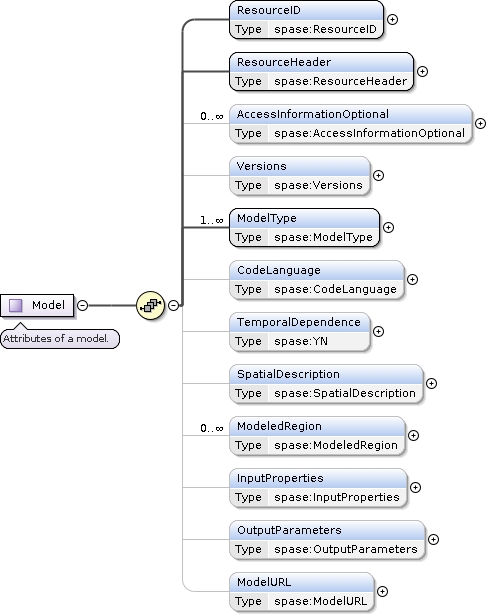 ResourceID
Type spase:ResourceID
ResourceHeader
Type spase:ResourceHeader
0..∞
AccessInformationOptional
Type spase:AccessInformationOptional
Versions
Type spase:Versions
1..∞
ModelType
Type spase:ModelType
Model
Attributes of a model.
CodeLanguage
Type spase:CodeLanguage
TemporalDependence
Type spase:YN
SpatialDescription
Type spase:SpatialDescription
0..∞
ModeledRegion
Type spase:ModeledRegion
InputProperties
Type spase:InputProperties
OutputParameters
Type spase:OutputParameters
ModelURL
Type spase:ModelURL